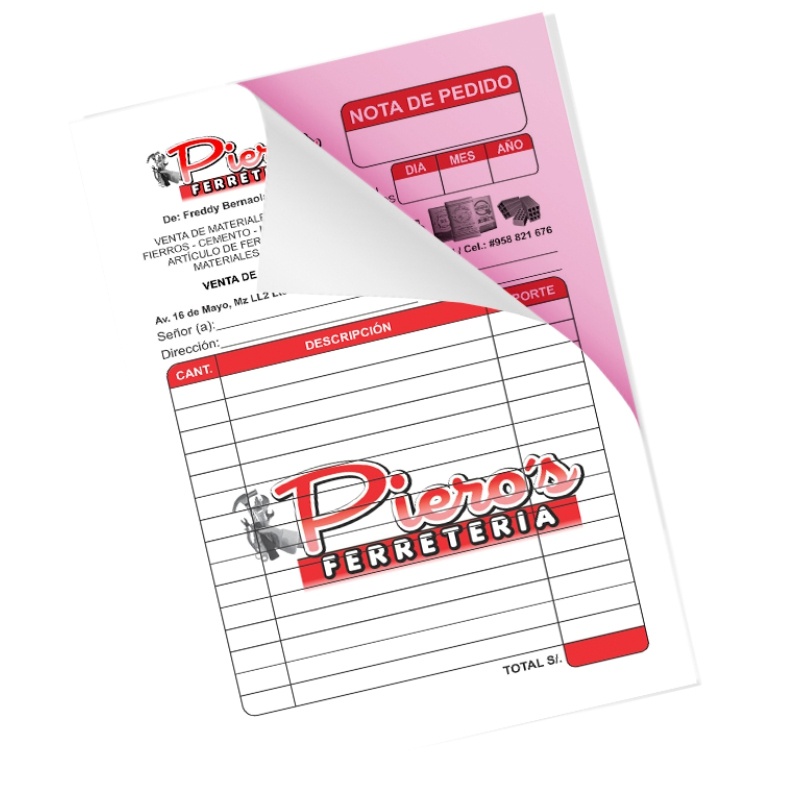 NOTA DE PEDIDO
DIA MES AÑO
FERRETE
De: Freddy Bernaola
VENTA DE MATERIALE
FIERROS - CEMENTO -
ARTÍCULO DE FER
MATERIALES
VENTA DE
/ Cel.: #958 821 676
Av. 16 de Mayo, Mz LL2
Señor (a):
Dirección:
CANT. DESCRIPCIÓN PORTE
Piero's
FERRETERÍA
TOTAL S/.